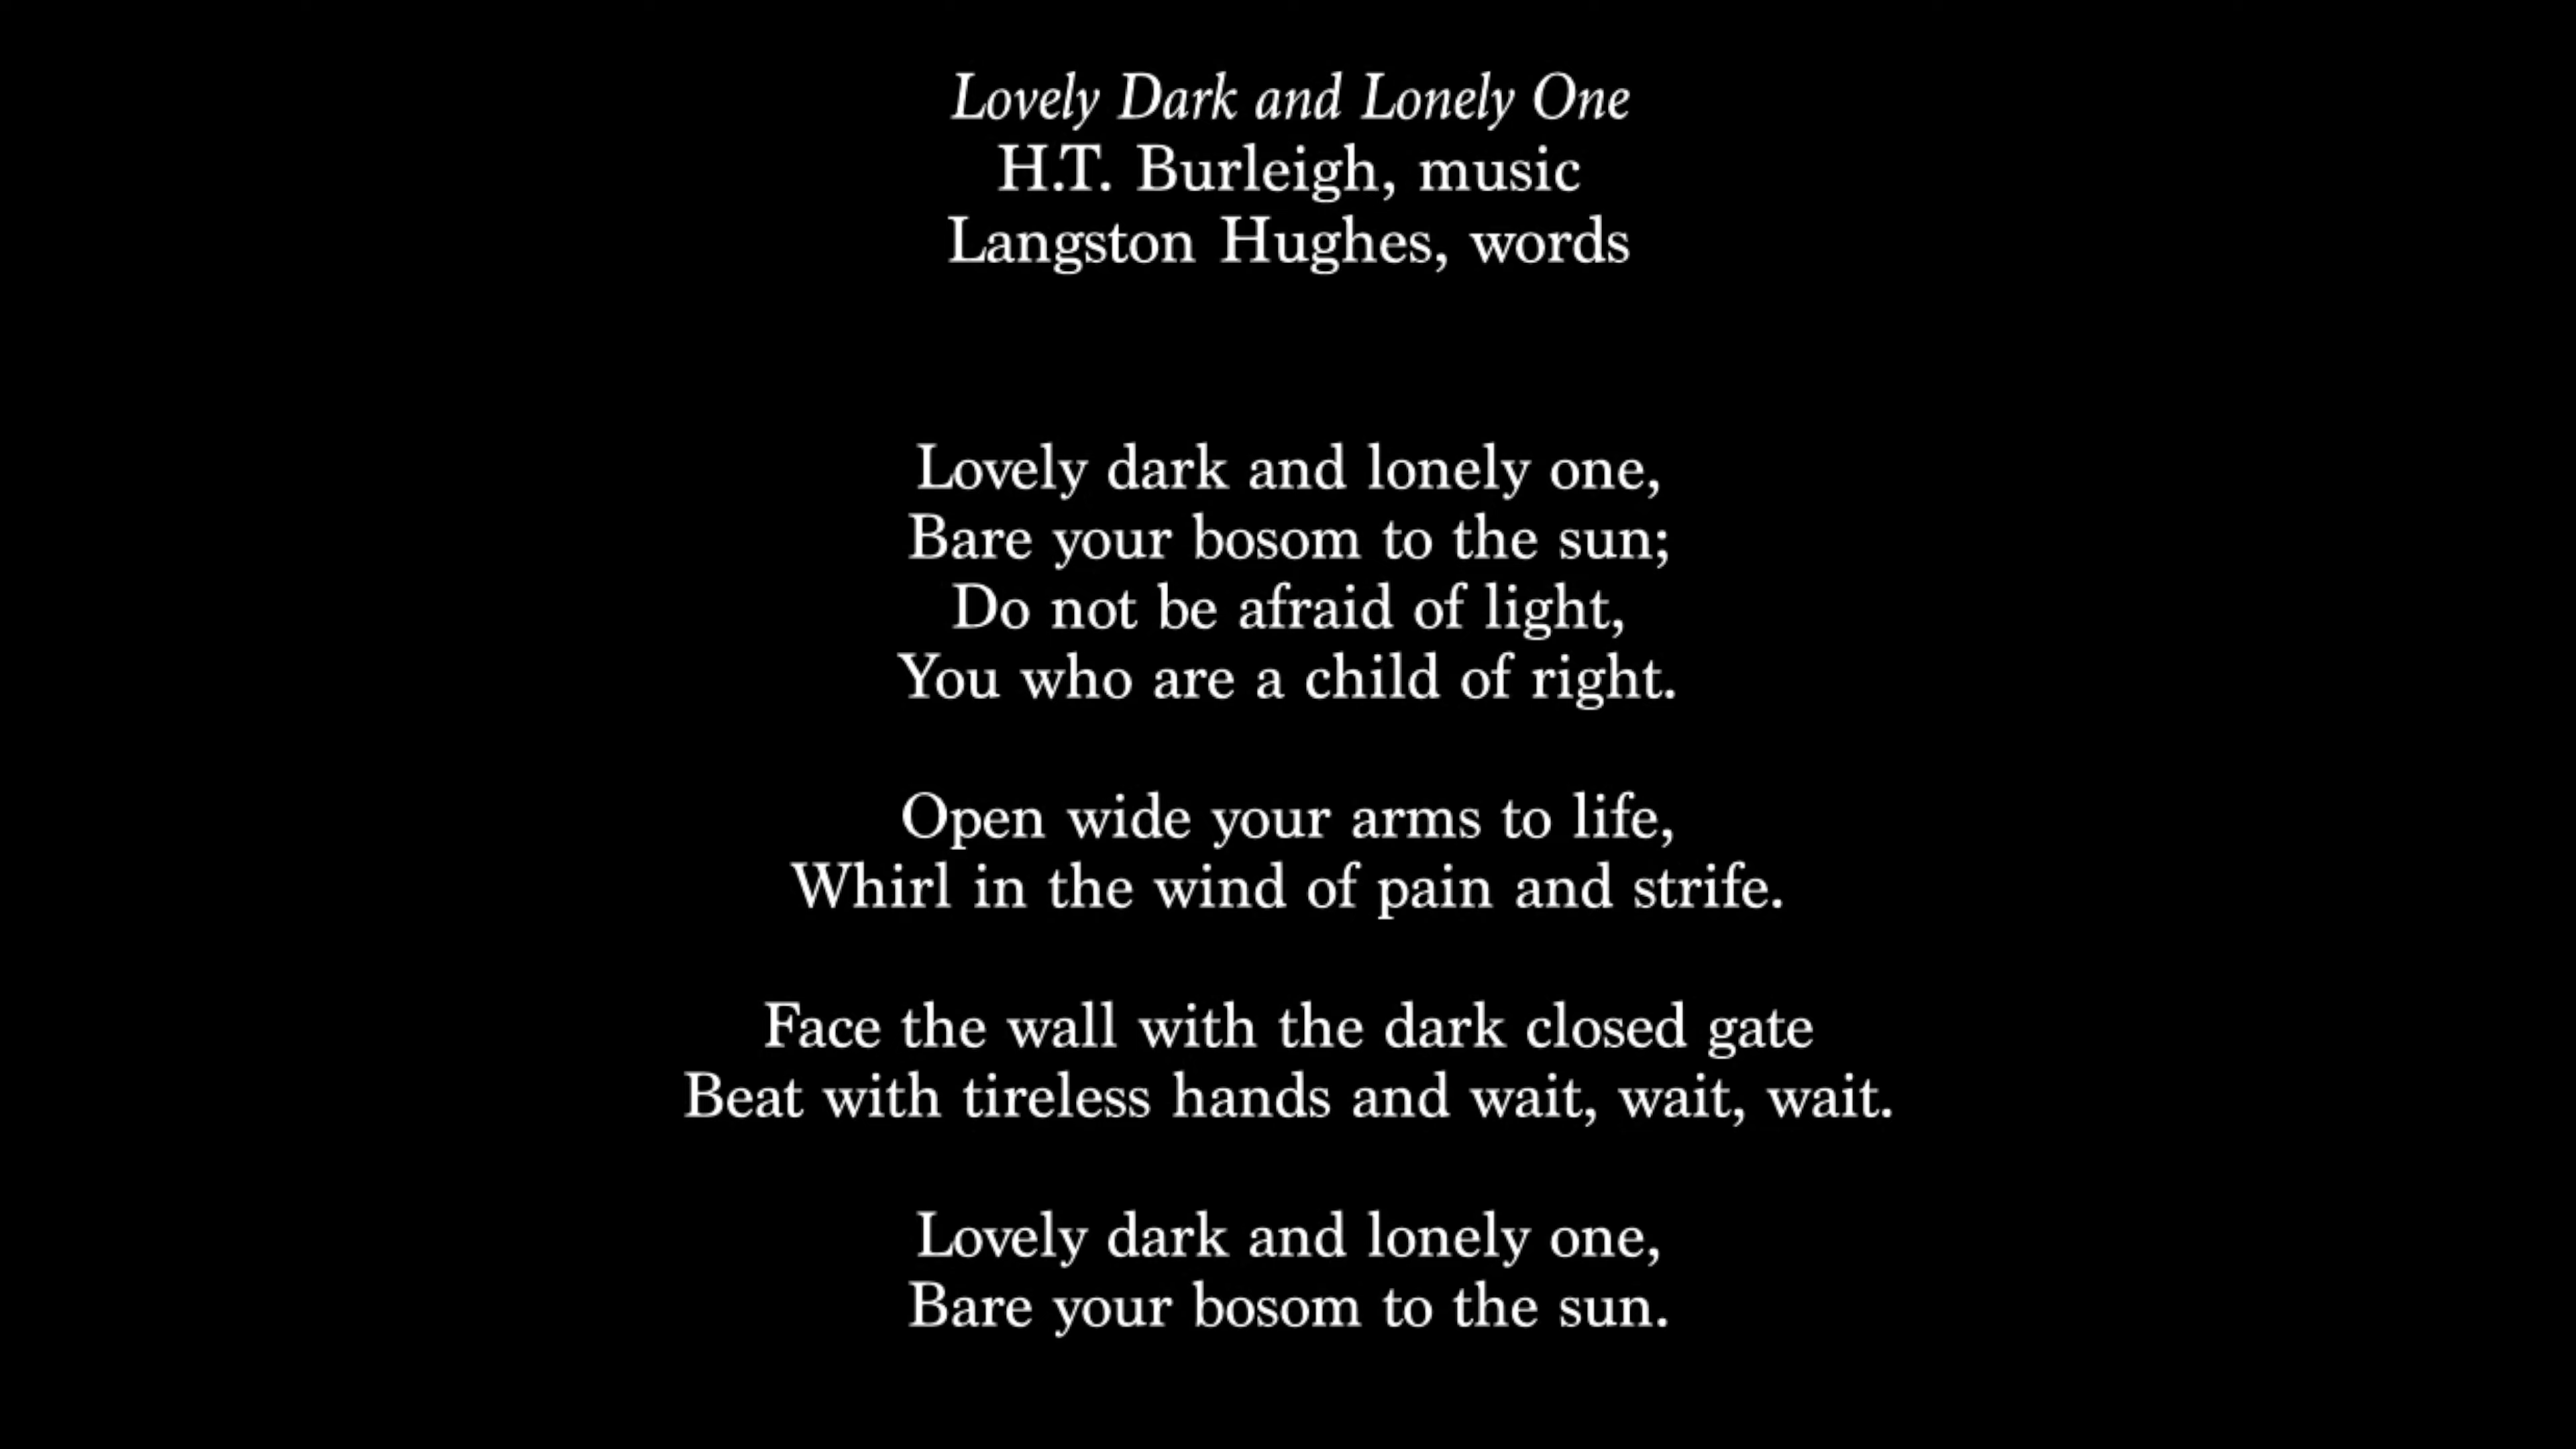 Lovely Dark and Lonely One
H.T. Burleigh, music
Langston Hughes, words
Lovely dark and lonely one,
Bare your bosom to the sun;
Do not be afraid of light,
You who are a child of right.
Open wide your arms to life,
Whirl in the wind of pain and strife.
Face the wall with the dark closed gate
Beat with tireless hands and wait, wait, wait.
Lovely dark and lonely one,
Bare your bosom to the sun.